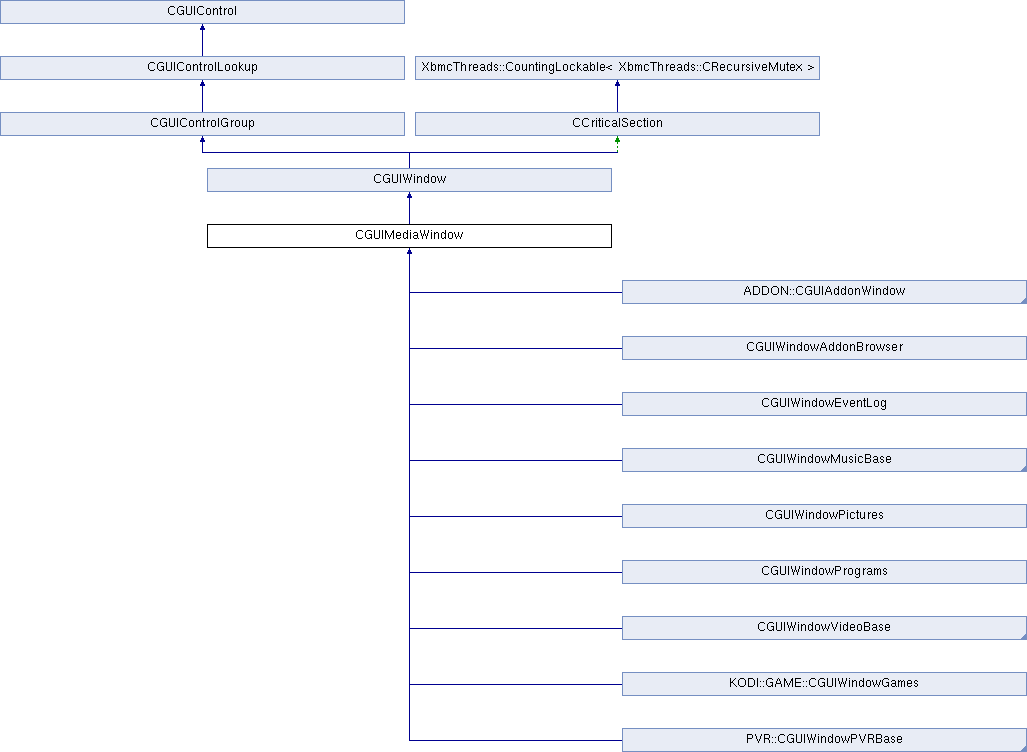 CGUIControl
CGUIControlLookup
XbmcThreads::CountingLockable< XbmcThreads::CRecursiveMutex >
CGUIControlGroup
CCriticalSection
CGUIWindow
CGUIMediaWindow
ADDON::CGUIAddonWindow
CGUIWindowAddonBrowser
CGUIWindowEventLog
CGUIWindowMusicBase
CGUIWindowPictures
CGUIWindowPrograms
CGUIWindowVideoBase
KODI::GAME::CGUIWindowGames
PVR::CGUIWindowPVRBase